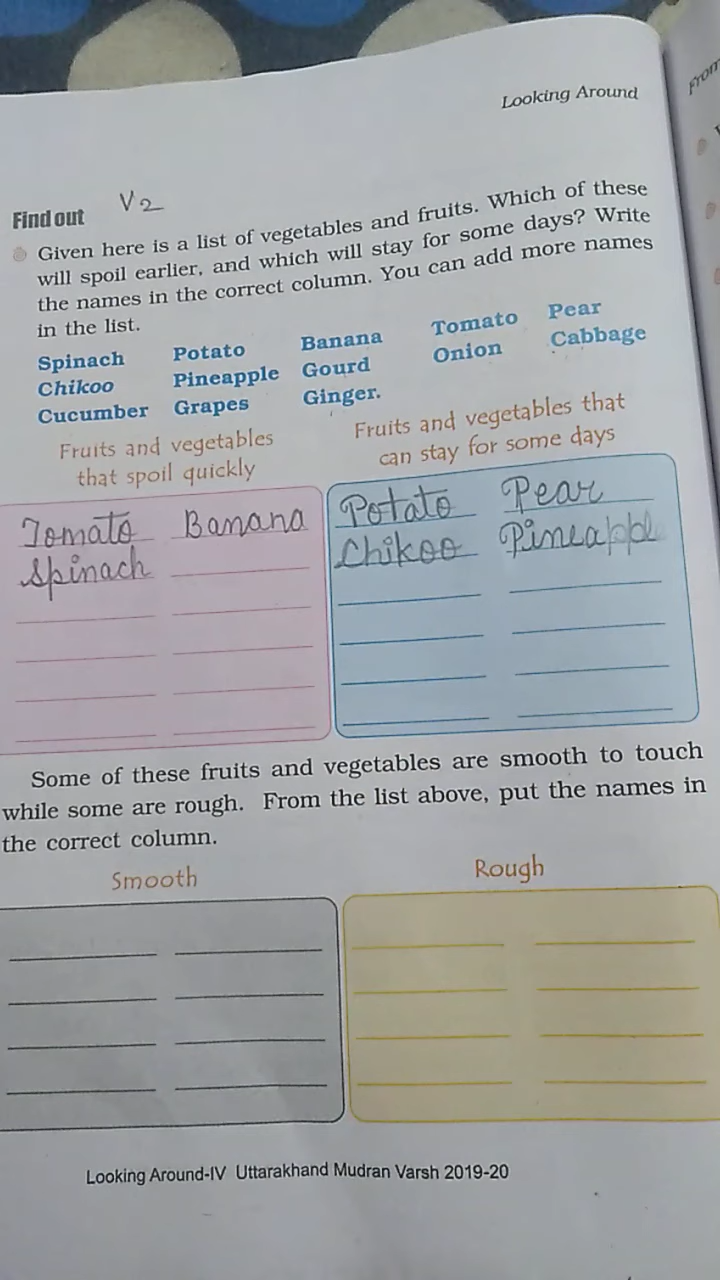 Looking Around
From
Find out V2
Given here is a list of vegetables and fruits. Which of these
will spoil earlier, and which will stay for some days? Write
the names in the correct column. You can add more names
in the list.
Spinach Potato Banana Tomato Pear
Chikoo Pineapple Gourd Onion Cabbage
Cucumber Grapes Ginger.
Fruits and vegetables
that spoil quickly
Fruits and vegetables that
can stay for some days
Tomato Banana
Spinach
Potato Pear
Chikoo Pineapple
Some of these fruits and vegetables are smooth to touch
while some are rough. From the list above, put the names in
the correct column.
Smooth Rough
Looking Around-IV Uttarakhand Mudran Varsh 2019-20